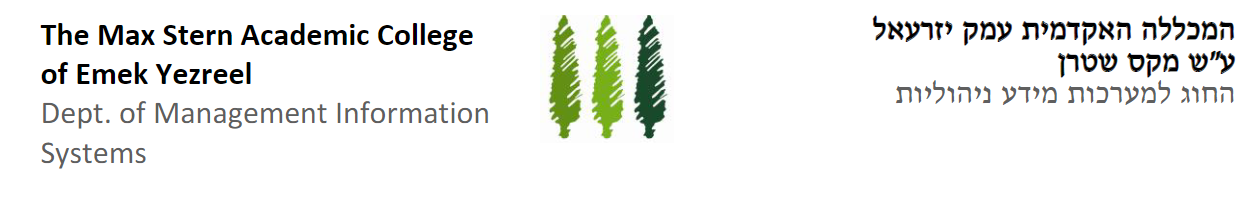 The Max Stern Academic College
of Emek Yezreel
Dept. of Management Information
Systems
המכללה האקדמית עמק יזרעאל
ע"ש מקס שטרן
החוג למערכות מידע ניהוליות